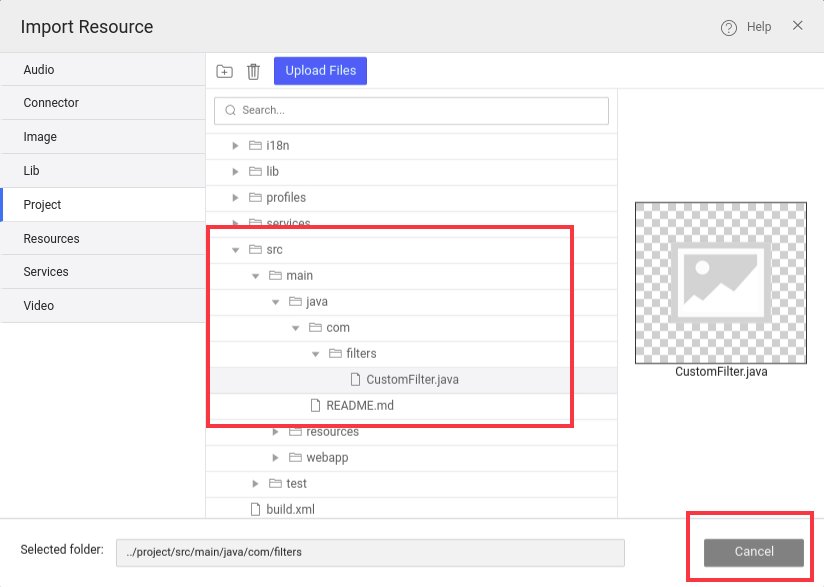 Import Resource
Help
Audio
Connector
Image
Lib
Project
Resources
Services
Video
Upload Files
Search...
i18n
lib
profiles
services
src
main
java
com
filters
CustomFilter.java
README.md
resources
webapp
test
build.xml
CustomFilter.java
Selected folder:
../project/src/main/java/com/filters
Cancel